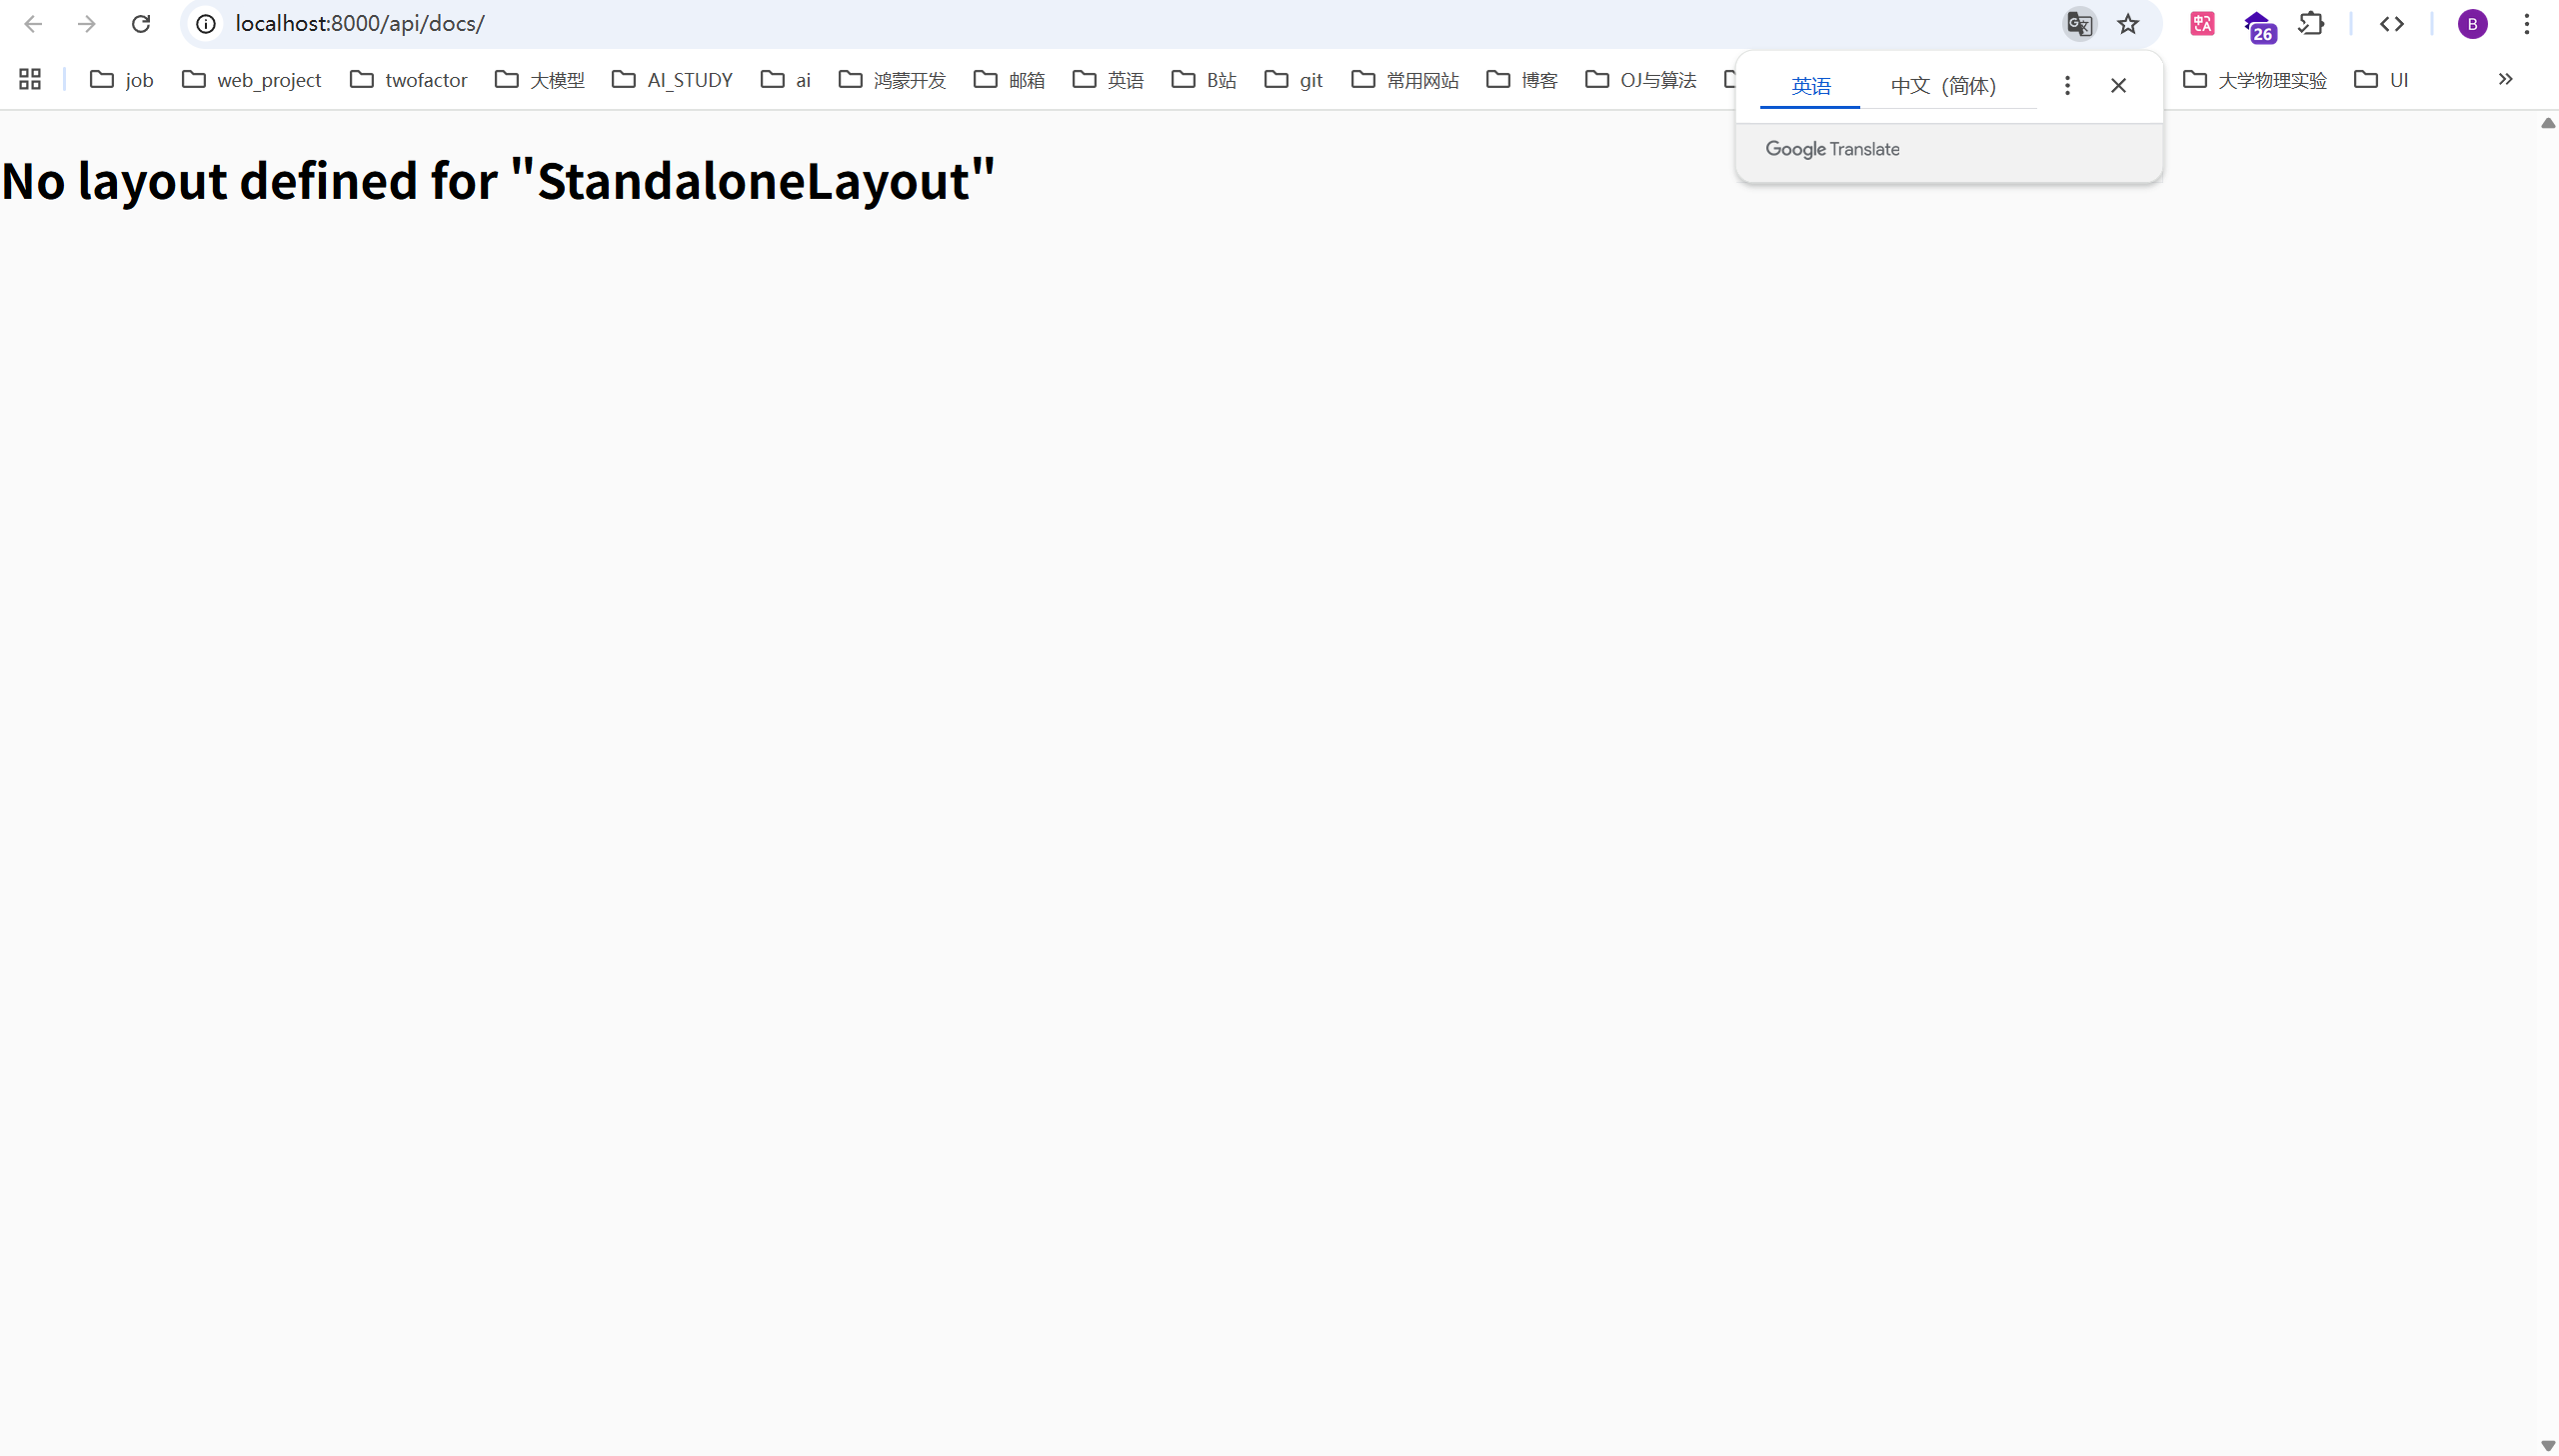 localhost:8000/api/docs/
26
B
job
web_project
twofactor
大模型
AI_STUDY
ai
鸿蒙开发
邮箱
英语
B站
git
常用网站
博客
OJ与算法
大学物理实验
UI
英语
中文（简体）
Google Translate
No layout defined for "StandaloneLayout"